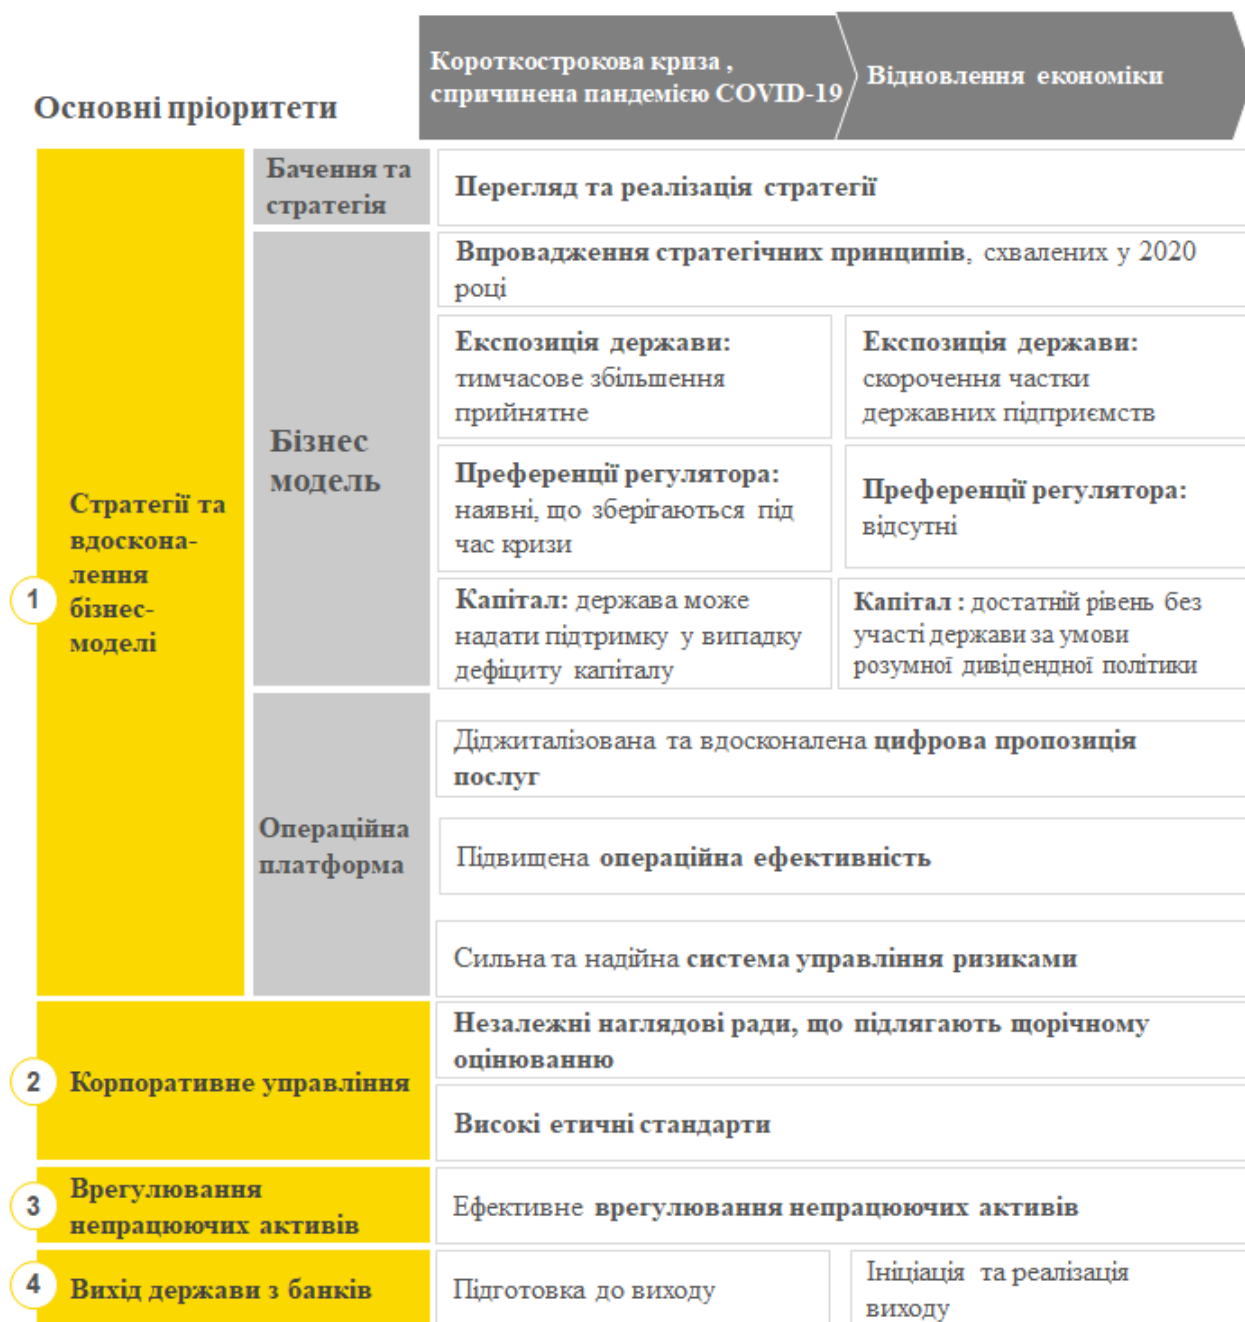 Короткострокова криза ,
спричинена пандемією COVID-19
Відновлення економіки
Основні пріоритети
1
Стратегії та
вдоскона-
лення
бізнес-
моделі
Бачення та
стратегія
Перегляд та реалізація стратегії
Бізнес
модель
Впровадження стратегічних принципів, схвалених у 2020
році
Експозиція держави:
тимчасове збільшення
прийнятне
Експозиція держави:
скорочення частки
державних підприємств
Преференції регулятора:
наявні, що зберігаються під
час кризи
Преференції регулятора:
відсутні
Капітал: держава може
надати підтримку у випадку
дефіциту капіталу
Капітал : достатній рівень без
участі держави за умови
розумної дивідендної політики
Операційна
платформа
Діджиталізована та вдосконалена цифрова пропозиція
послуг
Підвищена операційна ефективність
Сильна та надійна система управління ризиками
2
Корпоративне управління
Незалежні наглядові ради, що підлягають щорічному
оцінюванню
Високі етичні стандарти
3
Врегулювання
непрацюючих активів
Ефективне врегулювання непрацюючих активів
4
Вихід держави з банків
Підготовка до виходу
Ініціація та реалізація
виходу